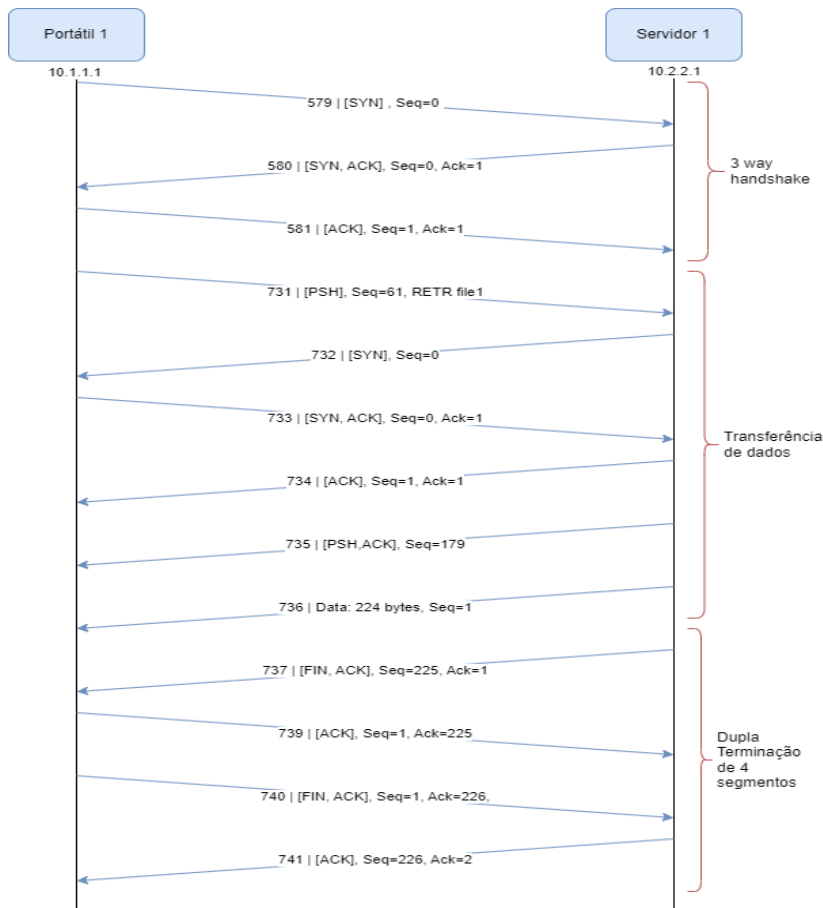 Portátil 1
Servidor 1
10.1.1.1
10.2.2.1
579 | [SYN] , Seq=0
580 | [SYN, ACK], Seq=0, Ack=1
3 way
handshake
581 | [ACK], Seq=1, Ack=1
731 | [PSH], Seq=61, RETR file1
732 | [SYN], Seq=0
733 | [SYN, ACK], Seq=0, Ack=1
Transferência
de dados
734 | [ACK], Seq=1, Ack=1
735 | [PSH,ACK], Seq=179
736 | Data: 224 bytes, Seq=1
737 | [FIN, ACK], Seq=225, Ack=1
739 | [ACK], Seq=1, Ack=225
Dupla
Terminação
de 4
segmentos
740 | [FIN, ACK], Seq=1, Ack=226,
741 | [ACK], Seq=226, Ack=2